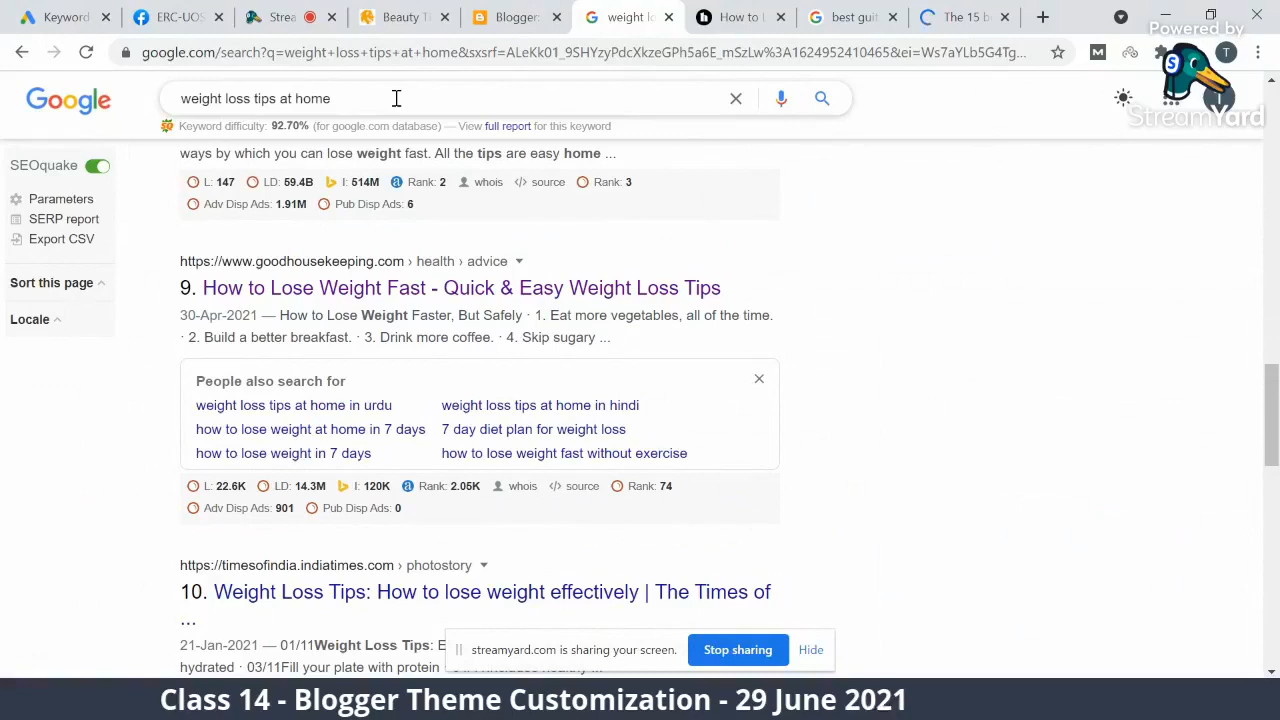 Keyword
ERC-UOS
Strea
Beauty T
Blogger:
weight lo
How to L
best guit
The 15 b
google.com/search?q=weight+loss+tips+at+home&sxsrf=ALeKk01_9SHYzyPdcXkzeGPh5a6E_mSzLw%3A1624952410465&ei=Ws7aYLb5G4Tg...
M
T
Powered by
StreamYard
Google
weight loss tips at home
Keyword difficulty: 92.70% (for google.com database) — View full report for this keyword
SEOquake
Parameters
SERP report
Export CSV
Sort this page
Locale
ways by which you can lose weight fast. All the tips are easy home ...
L: 147 LD: 59.4B I: 514M Rank: 2 whois source Rank: 3
Adv Disp Ads: 1.91M Pub Disp Ads: 6
https://www.goodhousekeeping.com › health › advice
9. How to Lose Weight Fast - Quick & Easy Weight Loss Tips
30-Apr-2021 — How to Lose Weight Faster, But Safely · 1. Eat more vegetables, all of the time.
· 2. Build a better breakfast. · 3. Drink more coffee. · 4. Skip sugary ...
People also search for
weight loss tips at home in urdu weight loss tips at home in hindi
how to lose weight at home in 7 days 7 day diet plan for weight loss
how to lose weight in 7 days how to lose weight fast without exercise
L: 22.6K LD: 14.3M I: 120K Rank: 2.05K whois source Rank: 74
Adv Disp Ads: 901 Pub Disp Ads: 0
https://timesofindia.indiatimes.com › photostory
10. Weight Loss Tips: How to lose weight effectively | The Times of
...
21-Jan-2021 — 01/11Weight Loss Tips: E
hydrated · 03/11Fill your plate with protein
streamyard.com is sharing your screen. Stop sharing Hide
Class 14 - Blogger Theme Customization - 29 June 2021